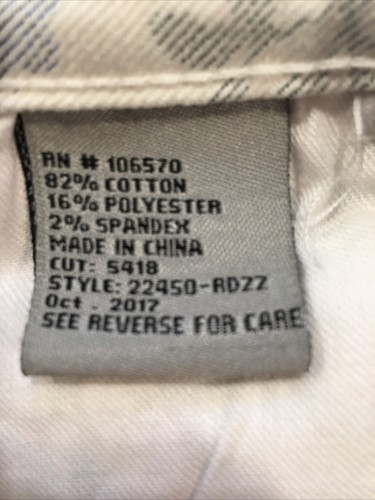 RN # 106570
82% COTTON
16% POLYESTER
2% SPANDEX
MADE IN CHINA
CUT: 5418
STYLE: 22450-RDZZ
Oct . 2017
SEE REVERSE FOR CARE